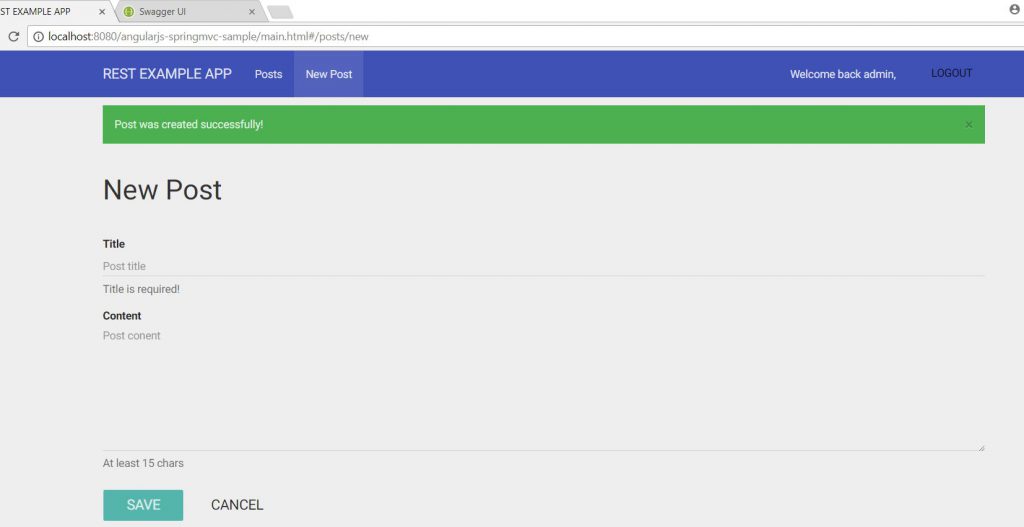 ST EXAMPLE APP × Swagger UI ×
localhost:8080/angularjs-springmvc-sample/main.html#/posts/new
REST EXAMPLE APP Posts New Post Welcome back admin, LOGOUT
Post was created successfully! ×
New Post
Title
Post title
Title is required!
Content
Post conent
At least 15 chars
SAVE CANCEL